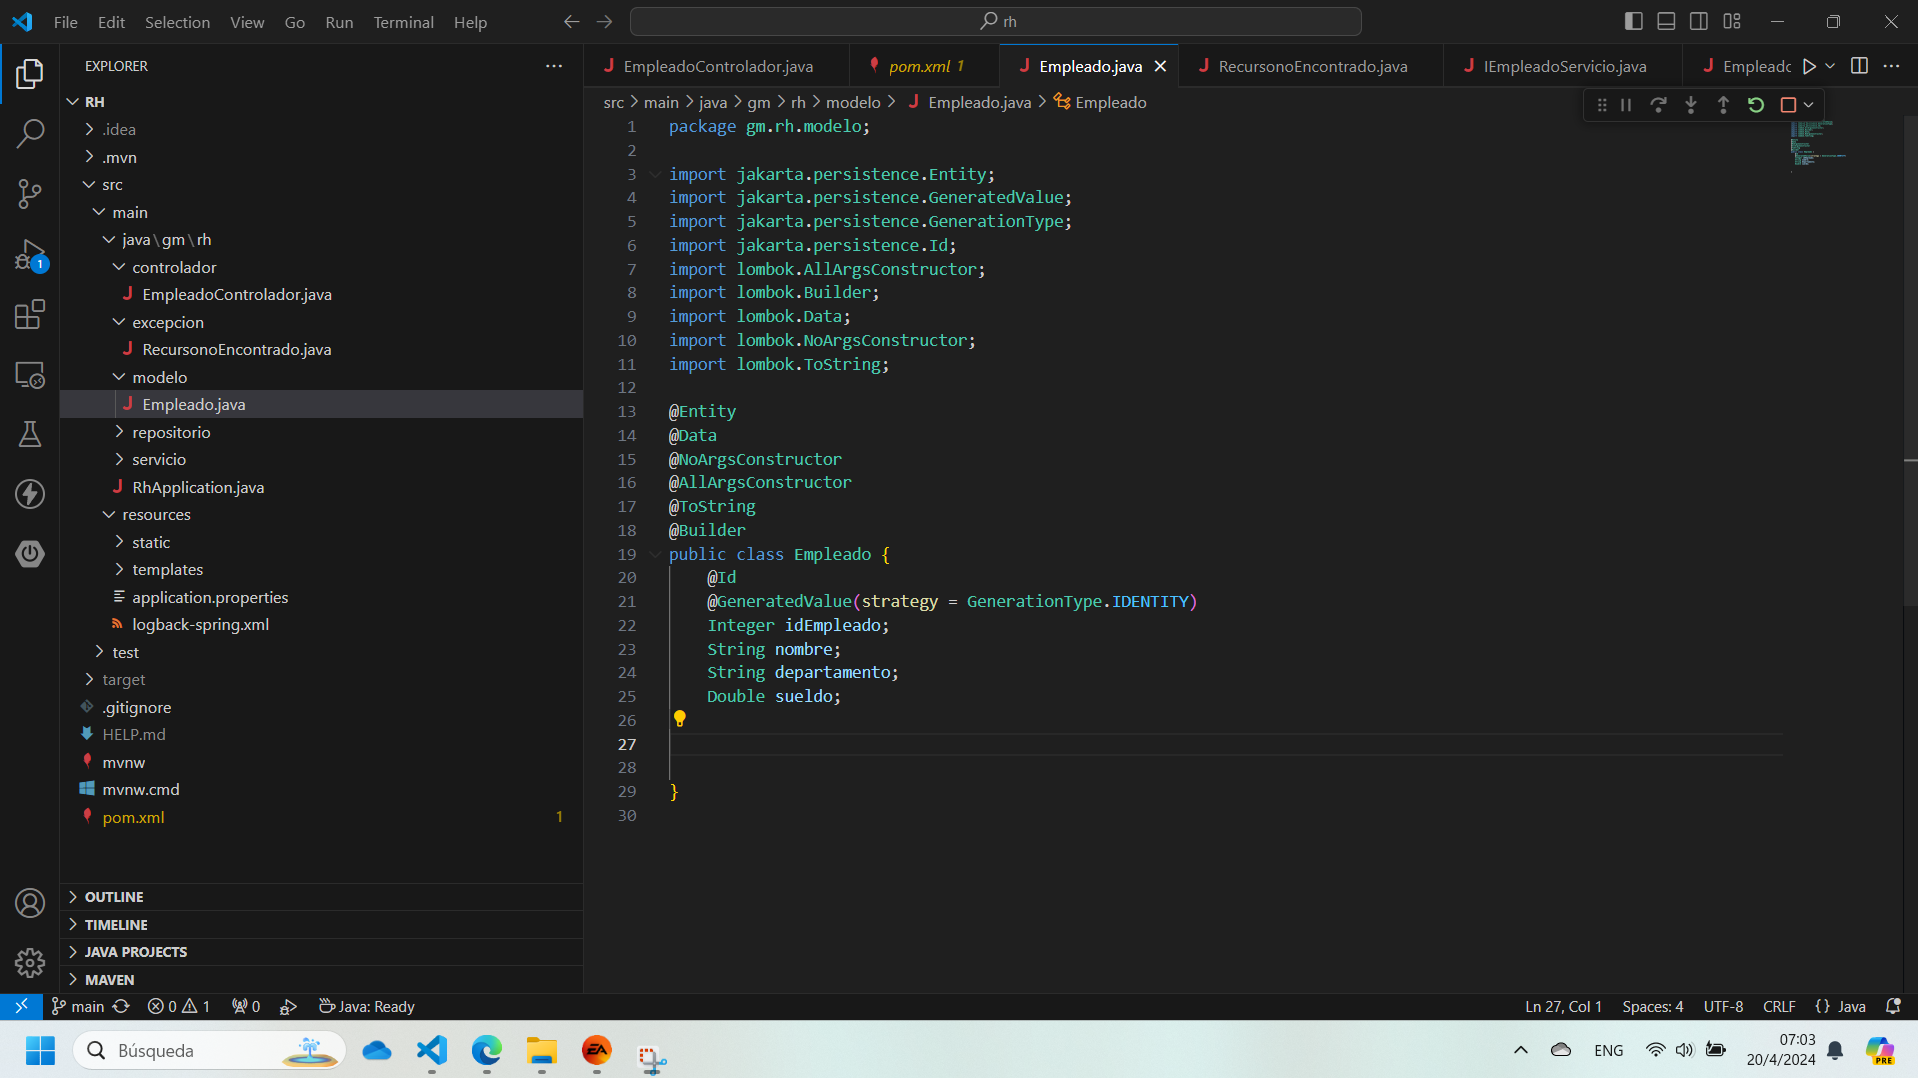 File Edit Selection View Go Run Terminal Help
rh
EXPLORER
RH
.idea
.mvn
src
main
java\gm\rh
controlador
EmpleadoControlador.java
excepcion
RecursonoEncontrado.java
modelo
Empleado.java
repositorio
servicio
RhApplication.java
resources
static
templates
application.properties
logback-spring.xml
test
target
.gitignore
HELP.md
mvnw
mvnw.cmd
pom.xml 1
OUTLINE
TIMELINE
JAVA PROJECTS
MAVEN
EmpleadoControlador.java pom.xml 1 Empleado.java RecursonoEncontrado.java IEmpleadoServicio.java Empleadc
src > main > java > gm > rh > modelo > Empleado.java > Empleado
1 package gm.rh.modelo;
2
3 import jakarta.persistence.Entity;
4 import jakarta.persistence.GeneratedValue;
5 import jakarta.persistence.GenerationType;
6 import jakarta.persistence.Id;
7 import lombok.AllArgsConstructor;
8 import lombok.Builder;
9 import lombok.Data;
10 import lombok.NoArgsConstructor;
11 import lombok.ToString;
12
13 @Entity
14 @Data
15 @NoArgsConstructor
16 @AllArgsConstructor
17 @ToString
18 @Builder
19 public class Empleado {
20 @Id
21 @GeneratedValue(strategy = GenerationType.IDENTITY)
22 Integer idEmpleado;
23 String nombre;
24 String departamento;
25 Double sueldo;
26
27
28
29 }
30
1
main 0 1 0 Java: Ready
Ln 27, Col 1 Spaces: 4 UTF-8 CRLF {} Java
Búsqueda
ENG
07:03
20/4/2024
PRE
EA